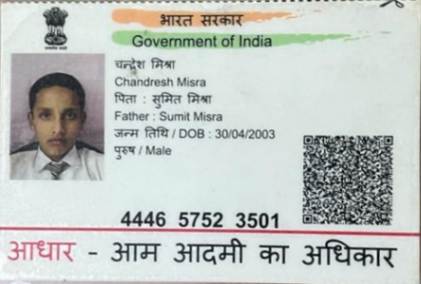 भारत सरकार
Government of India
चन्द्रेश मिश्रा
Chandresh Misra
पिता : सुमित मिश्रा
Father : Sumit Misra
जन्म तिथि / DOB : 30/04/2003
पुरुष / Male
4446 5752 3501
आधार - आम आदमी का अधिकार